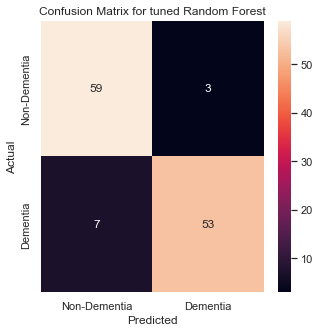 Confusion Matrix for tuned Random Forest
Non-Dementia
Dementia
Actual
59
3
7
53
Non-Dementia
Dementia
Predicted
50
40
30
20
10